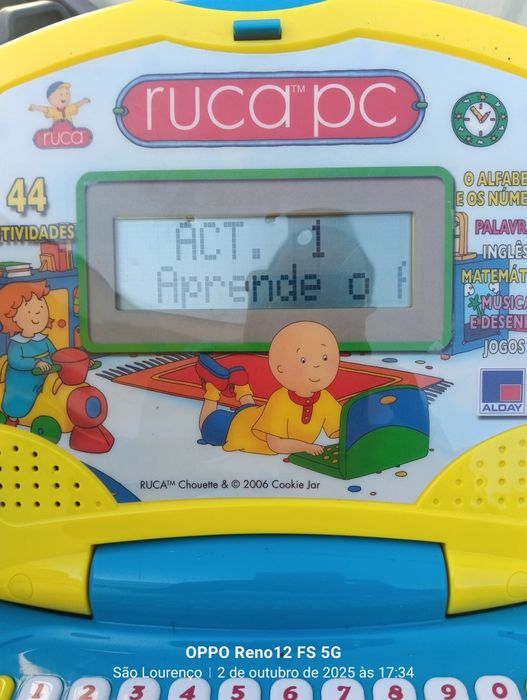 ruca™ pc
ruca
44
TIVIDADES
ACT. 1
Aprende o
O ALFABE
E OS NÚME
PALAVRA
INGLÊS
MATEMÁT
MÚSICA
E DESENH
JOGOS
ALDAY
RUCA™ Chouette & © 2006 Cookie Jar
OPPO Reno12 FS 5G
São Lourenço | 2 de outubro de 2025 às 17:34
1 2 3 4 5 6 7 8 9 0